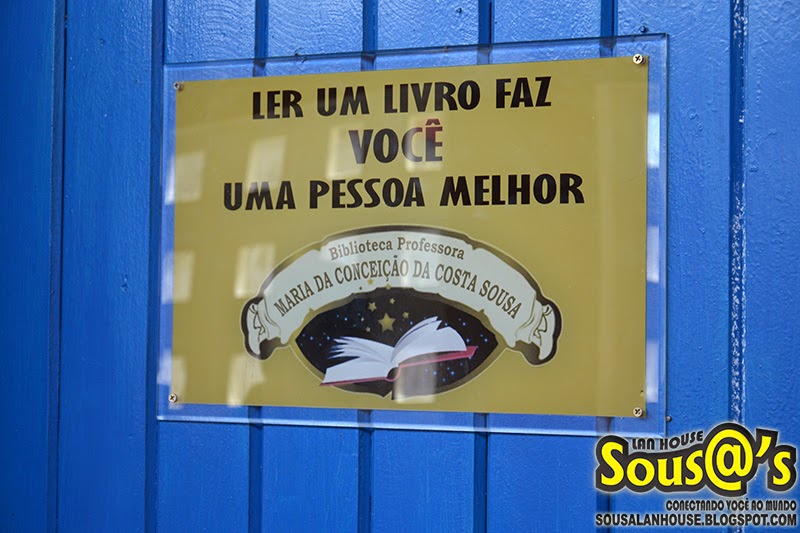 LER UM LIVRO FAZ
VOCÊ
UMA PESSOA MELHOR
Biblioteca Professora
MARIA DA CONCEIÇÃO DA COSTA SOUSA
LAN HOUSE
Sous@'s
CONECTANDO VOCÊ AO MUNDO
SOUSALANHOUSE.BLOGSPOT.COM